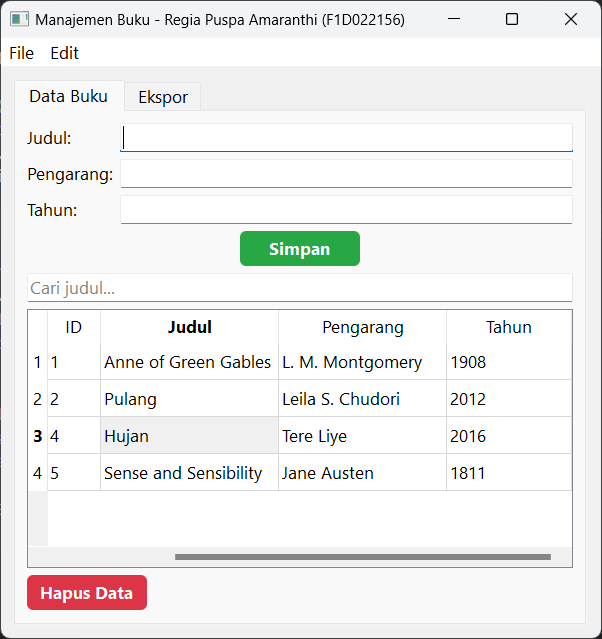 Manajemen Buku - Regia Puspa Amaranthi (F1D022156)
File Edit
Data Buku Ekspor
Judul:
Pengarang:
Tahun:
Simpan
Cari judul...
ID Judul Pengarang Tahun
1 1 Anne of Green Gables L. M. Montgomery 1908
2 2 Pulang Leila S. Chudori 2012
3 4 Hujan Tere Liye 2016
4 5 Sense and Sensibility Jane Austen 1811
Hapus Data